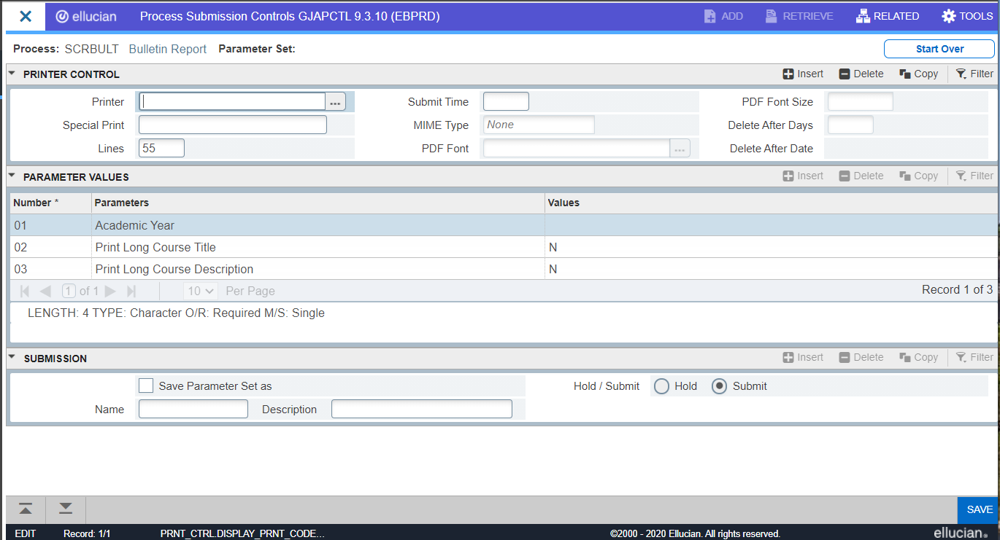 ✕ ellucian Process Submission Controls GJAPCTL 9.3.10 (EBPRD) ADD RETRIEVE RELATED TOOLS
Process: SCRBULT Bulletin Report Parameter Set: Start Over
PRINTER CONTROL Insert Delete Copy Filter
Printer ... Submit Time PDF Font Size
Special Print MIME Type None Delete After Days
Lines 55 PDF Font ... Delete After Date
PARAMETER VALUES Insert Delete Copy Filter
Number * Parameters Values
01 Academic Year
02 Print Long Course Title N
03 Print Long Course Description N
1 of 1 10 Per Page Record 1 of 3
LENGTH: 4 TYPE: Character O/R: Required M/S: Single
SUBMISSION Insert Delete Copy Filter
Save Parameter Set as Hold / Submit Hold Submit
Name Description
SAVE
EDIT Record: 1/1 PRNT_CTRL.DISPLAY_PRNT_CODE... ©2000 - 2020 Ellucian. All rights reserved. ellucian.